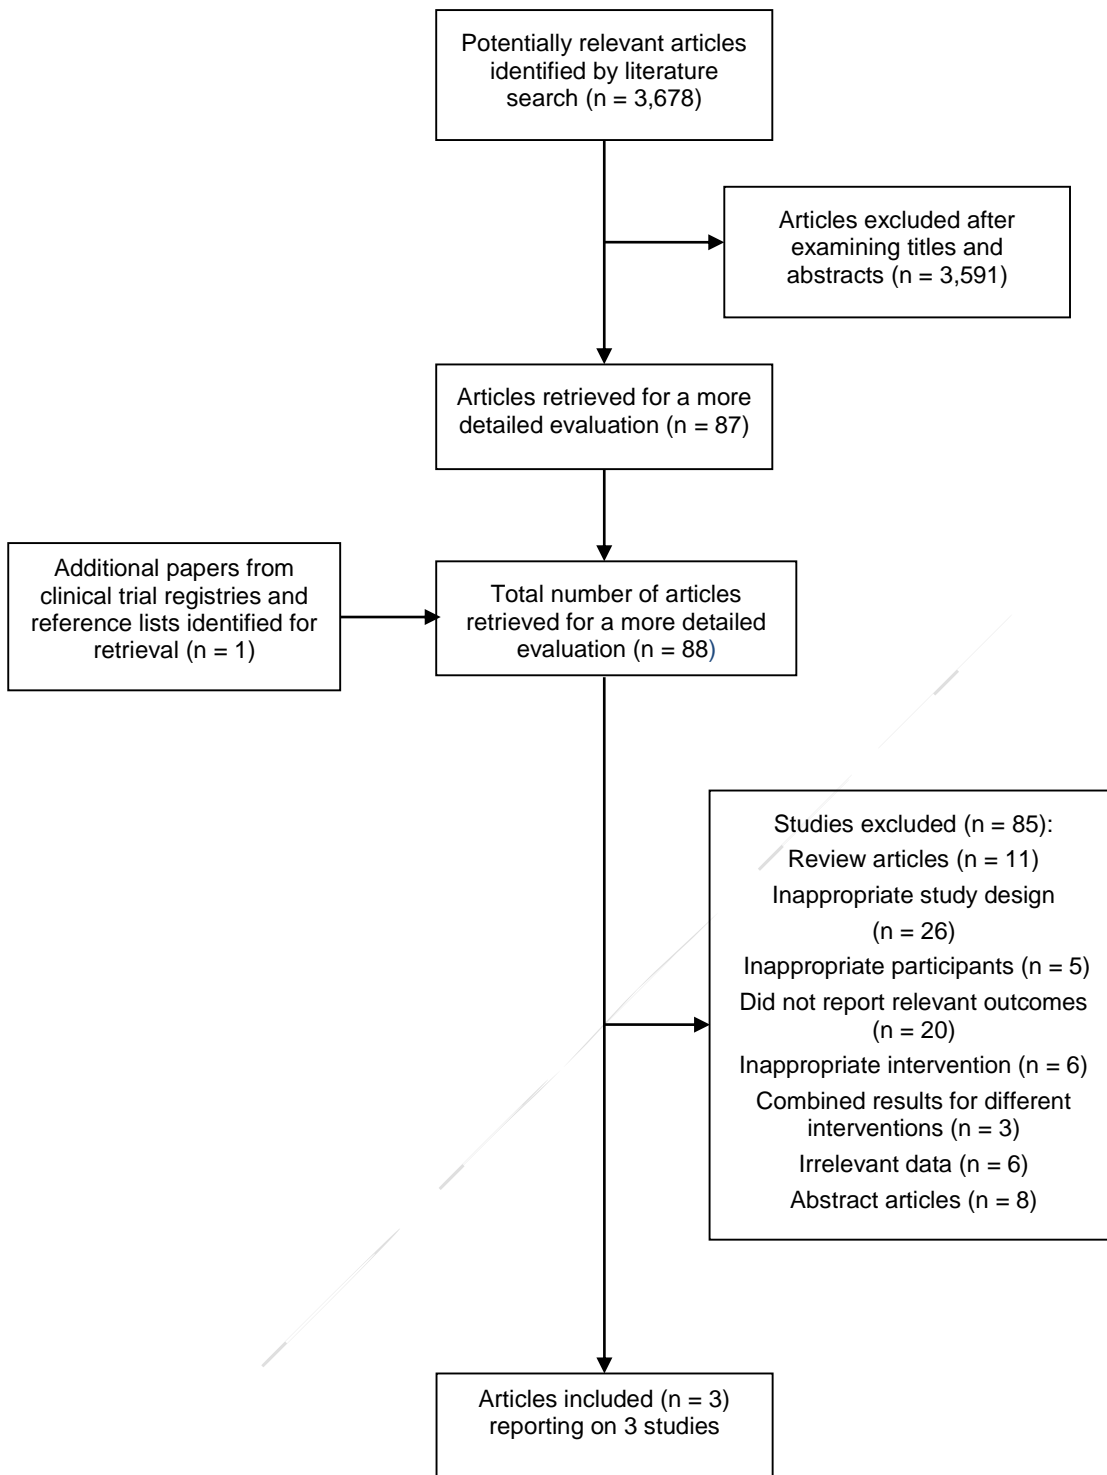 Potentially relevant articles
identified by literature
search (n = 3,678)
Articles excluded after
examining titles and
abstracts (n = 3,591)
Articles retrieved for a more
detailed evaluation (n = 87)
Additional papers from
clinical trial registries and
reference lists identified for
retrieval (n = 1)
Total number of articles
retrieved for a more detailed
evaluation (n = 88)
Studies excluded (n = 85):
Review articles (n = 11)
Inappropriate study design
(n = 26)
Inappropriate participants (n = 5)
Did not report relevant outcomes
(n = 20)
Inappropriate intervention (n = 6)
Combined results for different
interventions (n = 3)
Irrelevant data (n = 6)
Abstract articles (n = 8)
Articles included (n = 3)
reporting on 3 studies